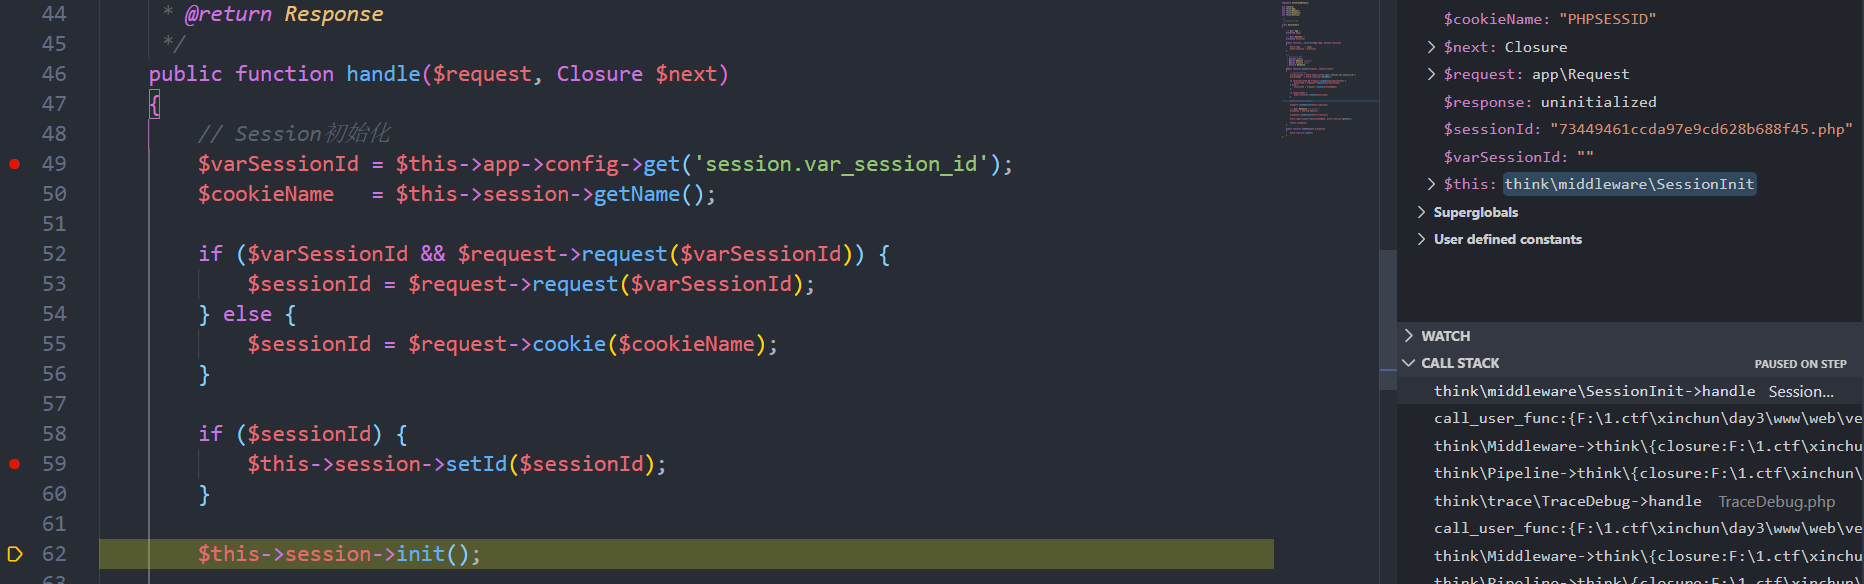 44     * @return Response
45     */
46    public function handle($request, Closure $next)
47    {
48        // Session初始化
49        $varSessionId = $this->app->config->get('session.var_session_id');
50        $cookieName   = $this->session->getName();
51
52        if ($varSessionId && $request->request($varSessionId)) {
53            $sessionId = $request->request($varSessionId);
54        } else {
55            $sessionId = $request->cookie($cookieName);
56        }
57
58        if ($sessionId) {
59            $this->session->setId($sessionId);
60        }
61
62        $this->session->init();
63
$cookieName: "PHPSESSID"
$next: Closure
$request: app\Request
$response: uninitialized
$sessionId: "73449461ccda97e9cd628b688f45.php"
$varSessionId: ""
$this: think\middleware\SessionInit
Superglobals
User defined constants
WATCH
CALL STACK PAUSED ON STEP
think\middleware\SessionInit->handle Session...
call_user_func:{F:\1.ctf\xinchun\day3\www\web\ve
think\Middleware->think\{closure:F:\1.ctf\xinchu
think\Pipeline->think\{closure:F:\1.ctf\xinchun\
think\trace\TraceDebug->handle TraceDebug.php
call_user_func:{F:\1.ctf\xinchun\day3\www\web\ve
think\Middleware->think\{closure:F:\1.ctf\xinchu
think\Pipeline->think\{closure:F:\1.ctf\xinchun\